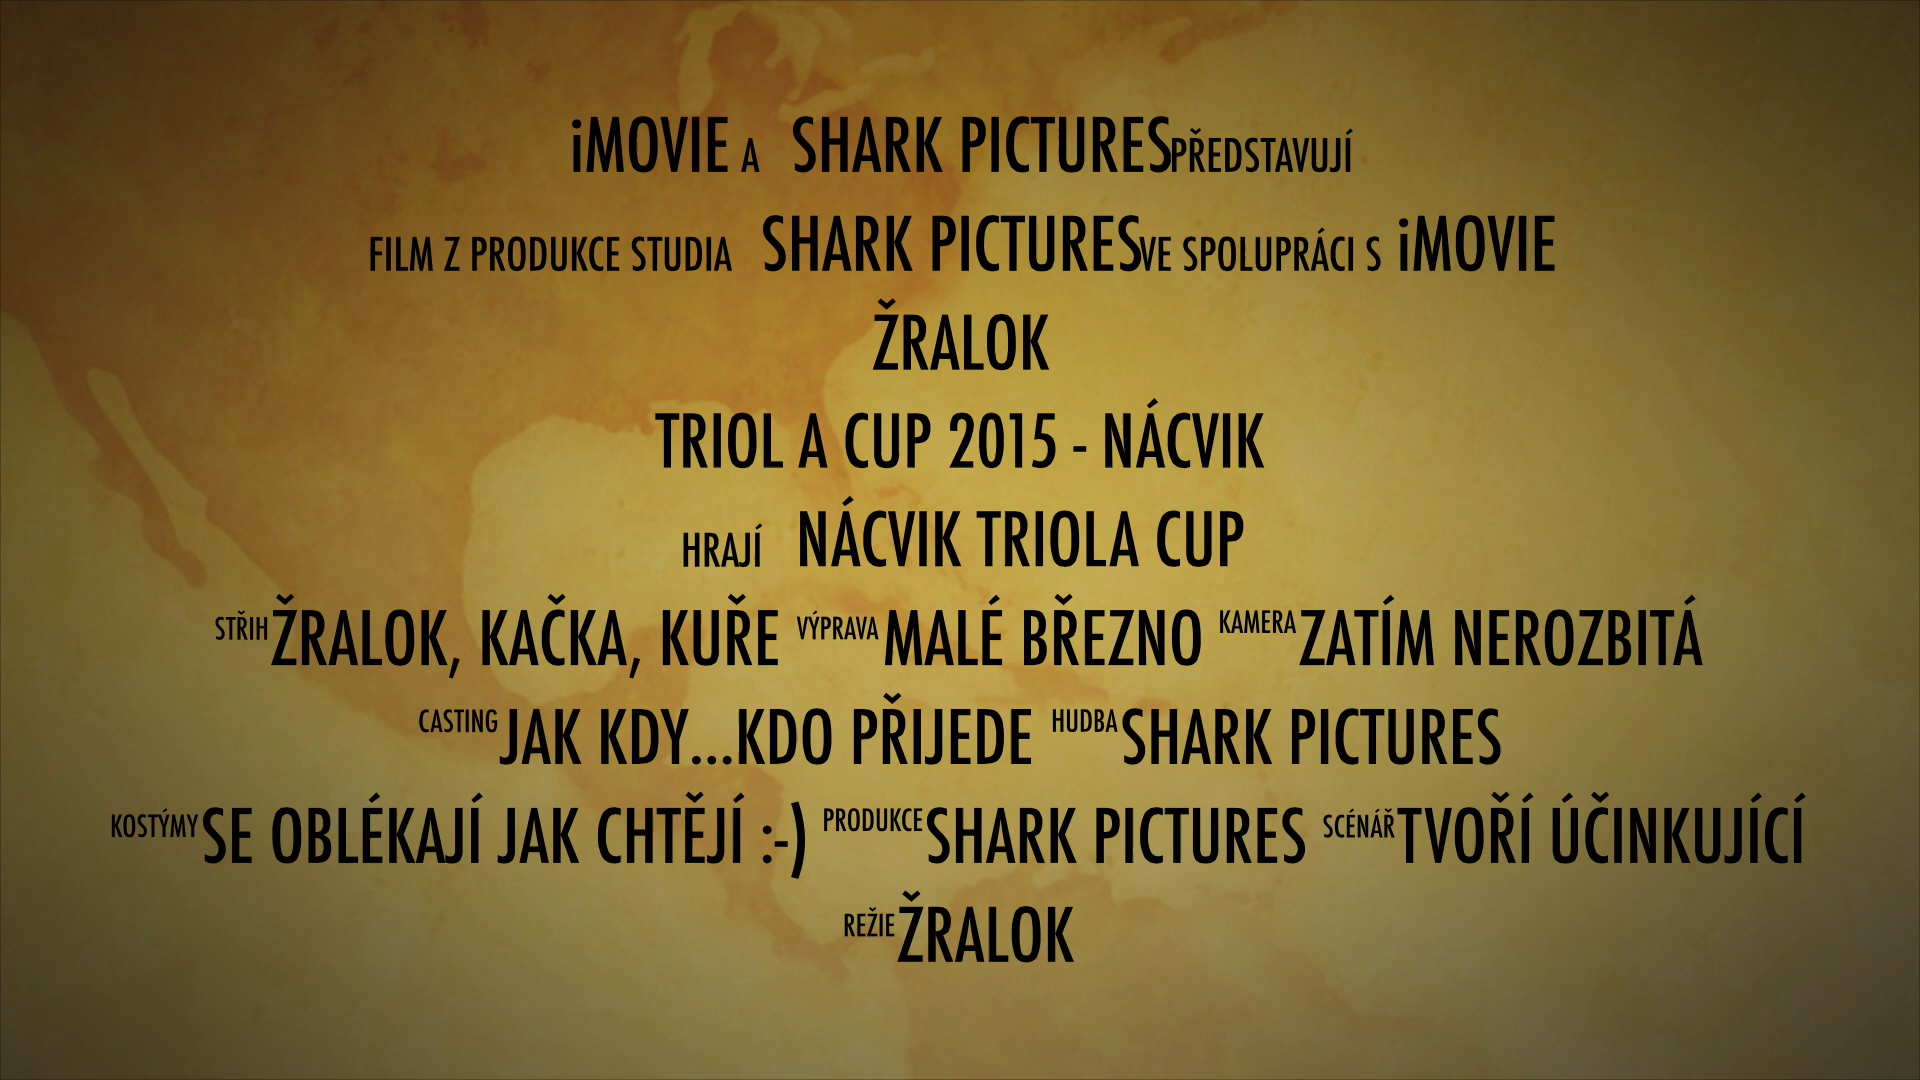 iMOVIE A SHARK PICTURES PŘEDSTAVUJÍ
FILM Z PRODUKCE STUDIA SHARK PICTURES VE SPOLUPRÁCI S iMOVIE
ŽRALOK
TRIOL A CUP 2015 - NÁCVIK
HRAJÍ NÁCVIK TRIOLA CUP
STŘIH ŽRALOK, KAČKA, KUŘE VÝPRAVA MALÉ BŘEZNO KAMERA ZATÍM NEROZBITÁ
CASTING JAK KDY...KDO PŘIJEDE HUDBA SHARK PICTURES
KOSTÝMY SE OBLÉKAJÍ JAK CHTĚJÍ :-) PRODUKCE SHARK PICTURES SCÉNÁŘ TVOŘÍ ÚČINKUJÍCÍ
REŽIE ŽRALOK